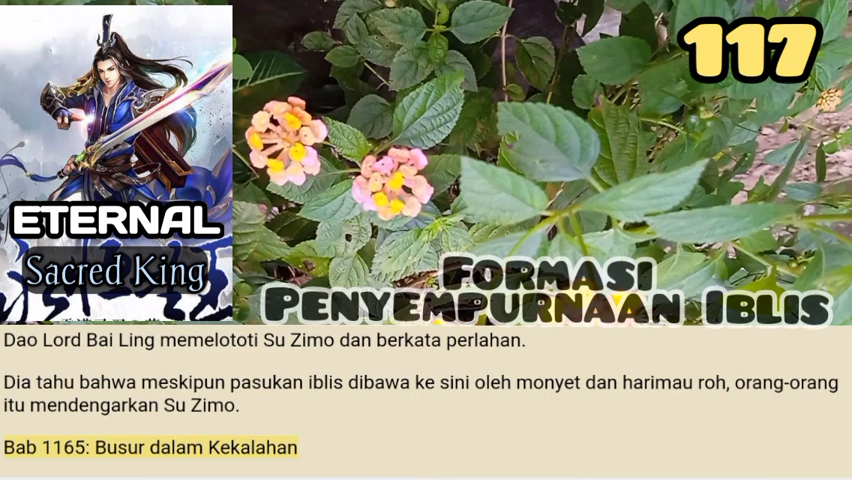 117
ETERNAL
Sacred King
FORMASI
PENYEMPURNAAN IBLIS
Dao Lord Bai Ling memelototi Su Zimo dan berkata perlahan.
Dia tahu bahwa meskipun pasukan iblis dibawa ke sini oleh monyet dan harimau roh, orang-orang
itu mendengarkan Su Zimo.
Bab 1165: Busur dalam Kekalahan